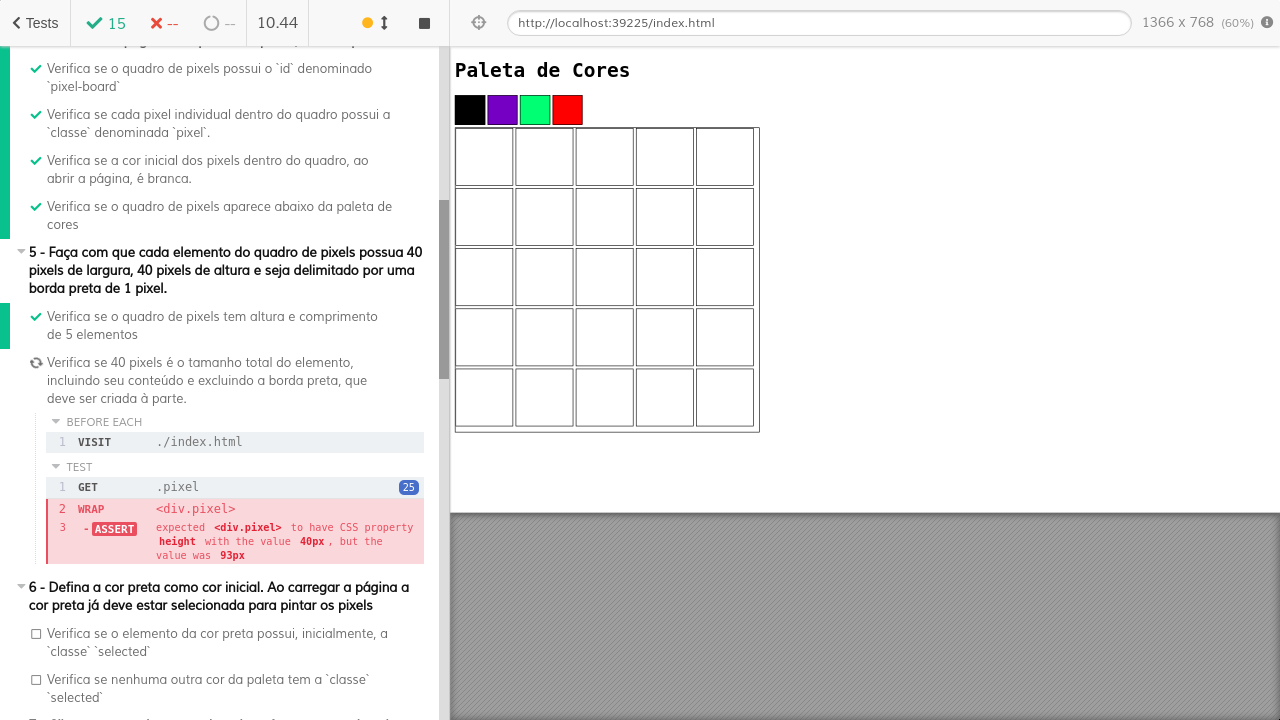 Tests
15
--
--
10.44
http://localhost:39225/index.html
1366 x 768 (60%)
Verifica se o quadro de pixels possui o `id` denominado
`pixel-board`
Verifica se cada pixel individual dentro do quadro possui a
`classe` denominada `pixel`.
Verifica se a cor inicial dos pixels dentro do quadro, ao
abrir a página, é branca.
Verifica se o quadro de pixels aparece abaixo da paleta de
cores
5 - Faça com que cada elemento do quadro de pixels possua 40
pixels de largura, 40 pixels de altura e seja delimitado por uma
borda preta de 1 pixel.
Verifica se o quadro de pixels tem altura e comprimento
de 5 elementos
Verifica se 40 pixels é o tamanho total do elemento,
incluindo seu conteúdo e excluindo a borda preta, que
deve ser criada à parte.
BEFORE EACH
1 VISIT ./index.html
TEST
1 GET .pixel 25
2 WRAP <div.pixel>
3 -ASSERT expected <div.pixel> to have CSS property
height with the value 40px, but the
value was 93px
6 - Defina a cor preta como cor inicial. Ao carregar a página a
cor preta já deve estar selecionada para pintar os pixels
Verifica se o elemento da cor preta possui, inicialmente, a
`classe` `selected`
Verifica se nenhuma outra cor da paleta tem a `classe`
`selected`
Paleta de Cores